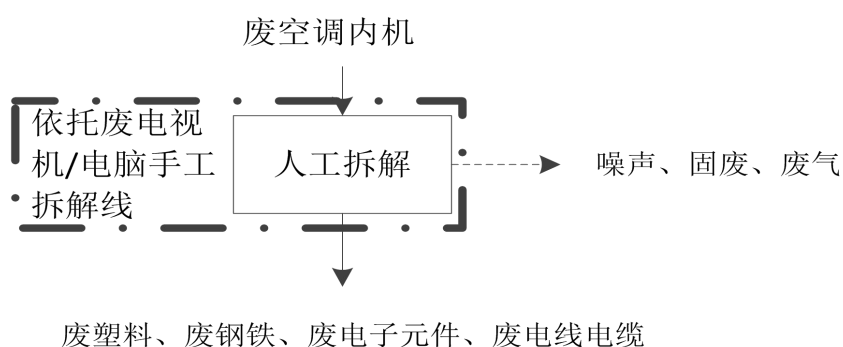 废空调内机
依托废电视
机/电脑手工
拆解线
人工拆解
噪声、固废、废气
废塑料、废钢铁、废电子元件、废电线电缆